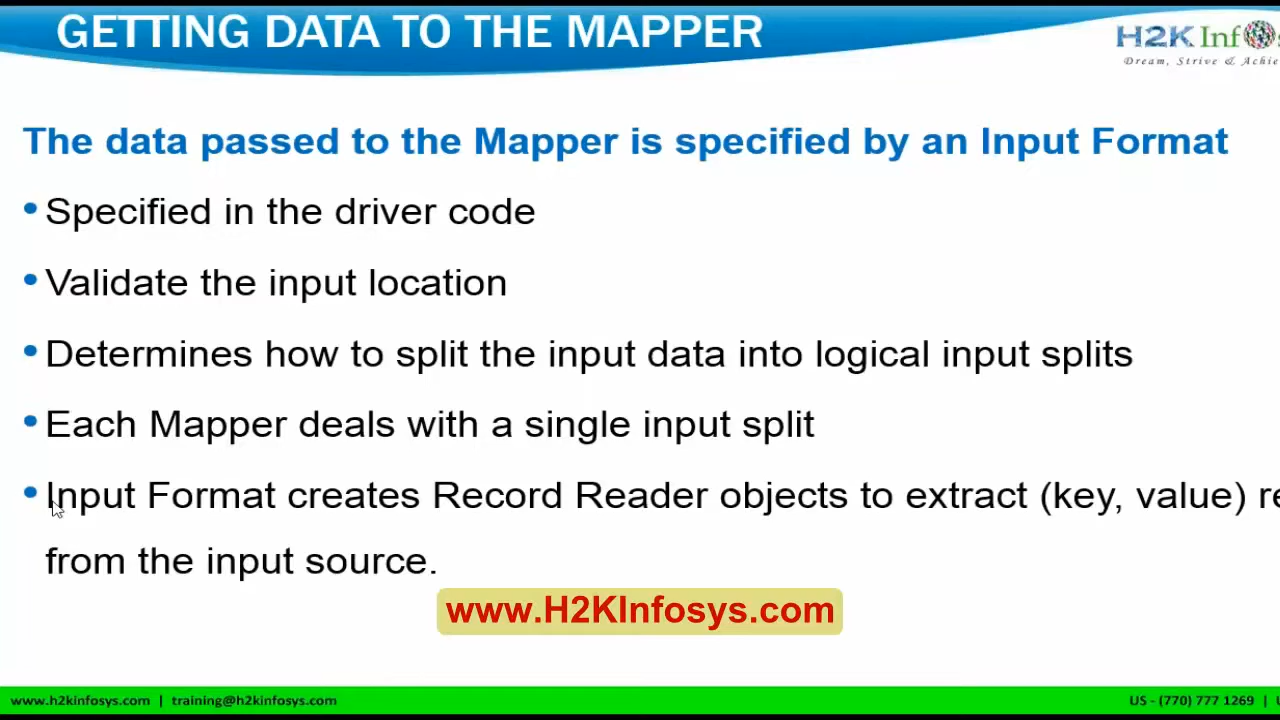 GETTING DATA TO THE MAPPER
H2K Inf
Dream, Strive &
The data passed to the Mapper is specified by an Input Format
• Specified in the driver code
• Validate the input location
• Determines how to split the input data into logical input splits
• Each Mapper deals with a single input split
• Input Format creates Record Reader objects to extract (key, value)
from the input source.
www.H2KInfosys.com
www.h2kinfosys.com | training@h2kinfosys.com
US - (770) 777 1269 |